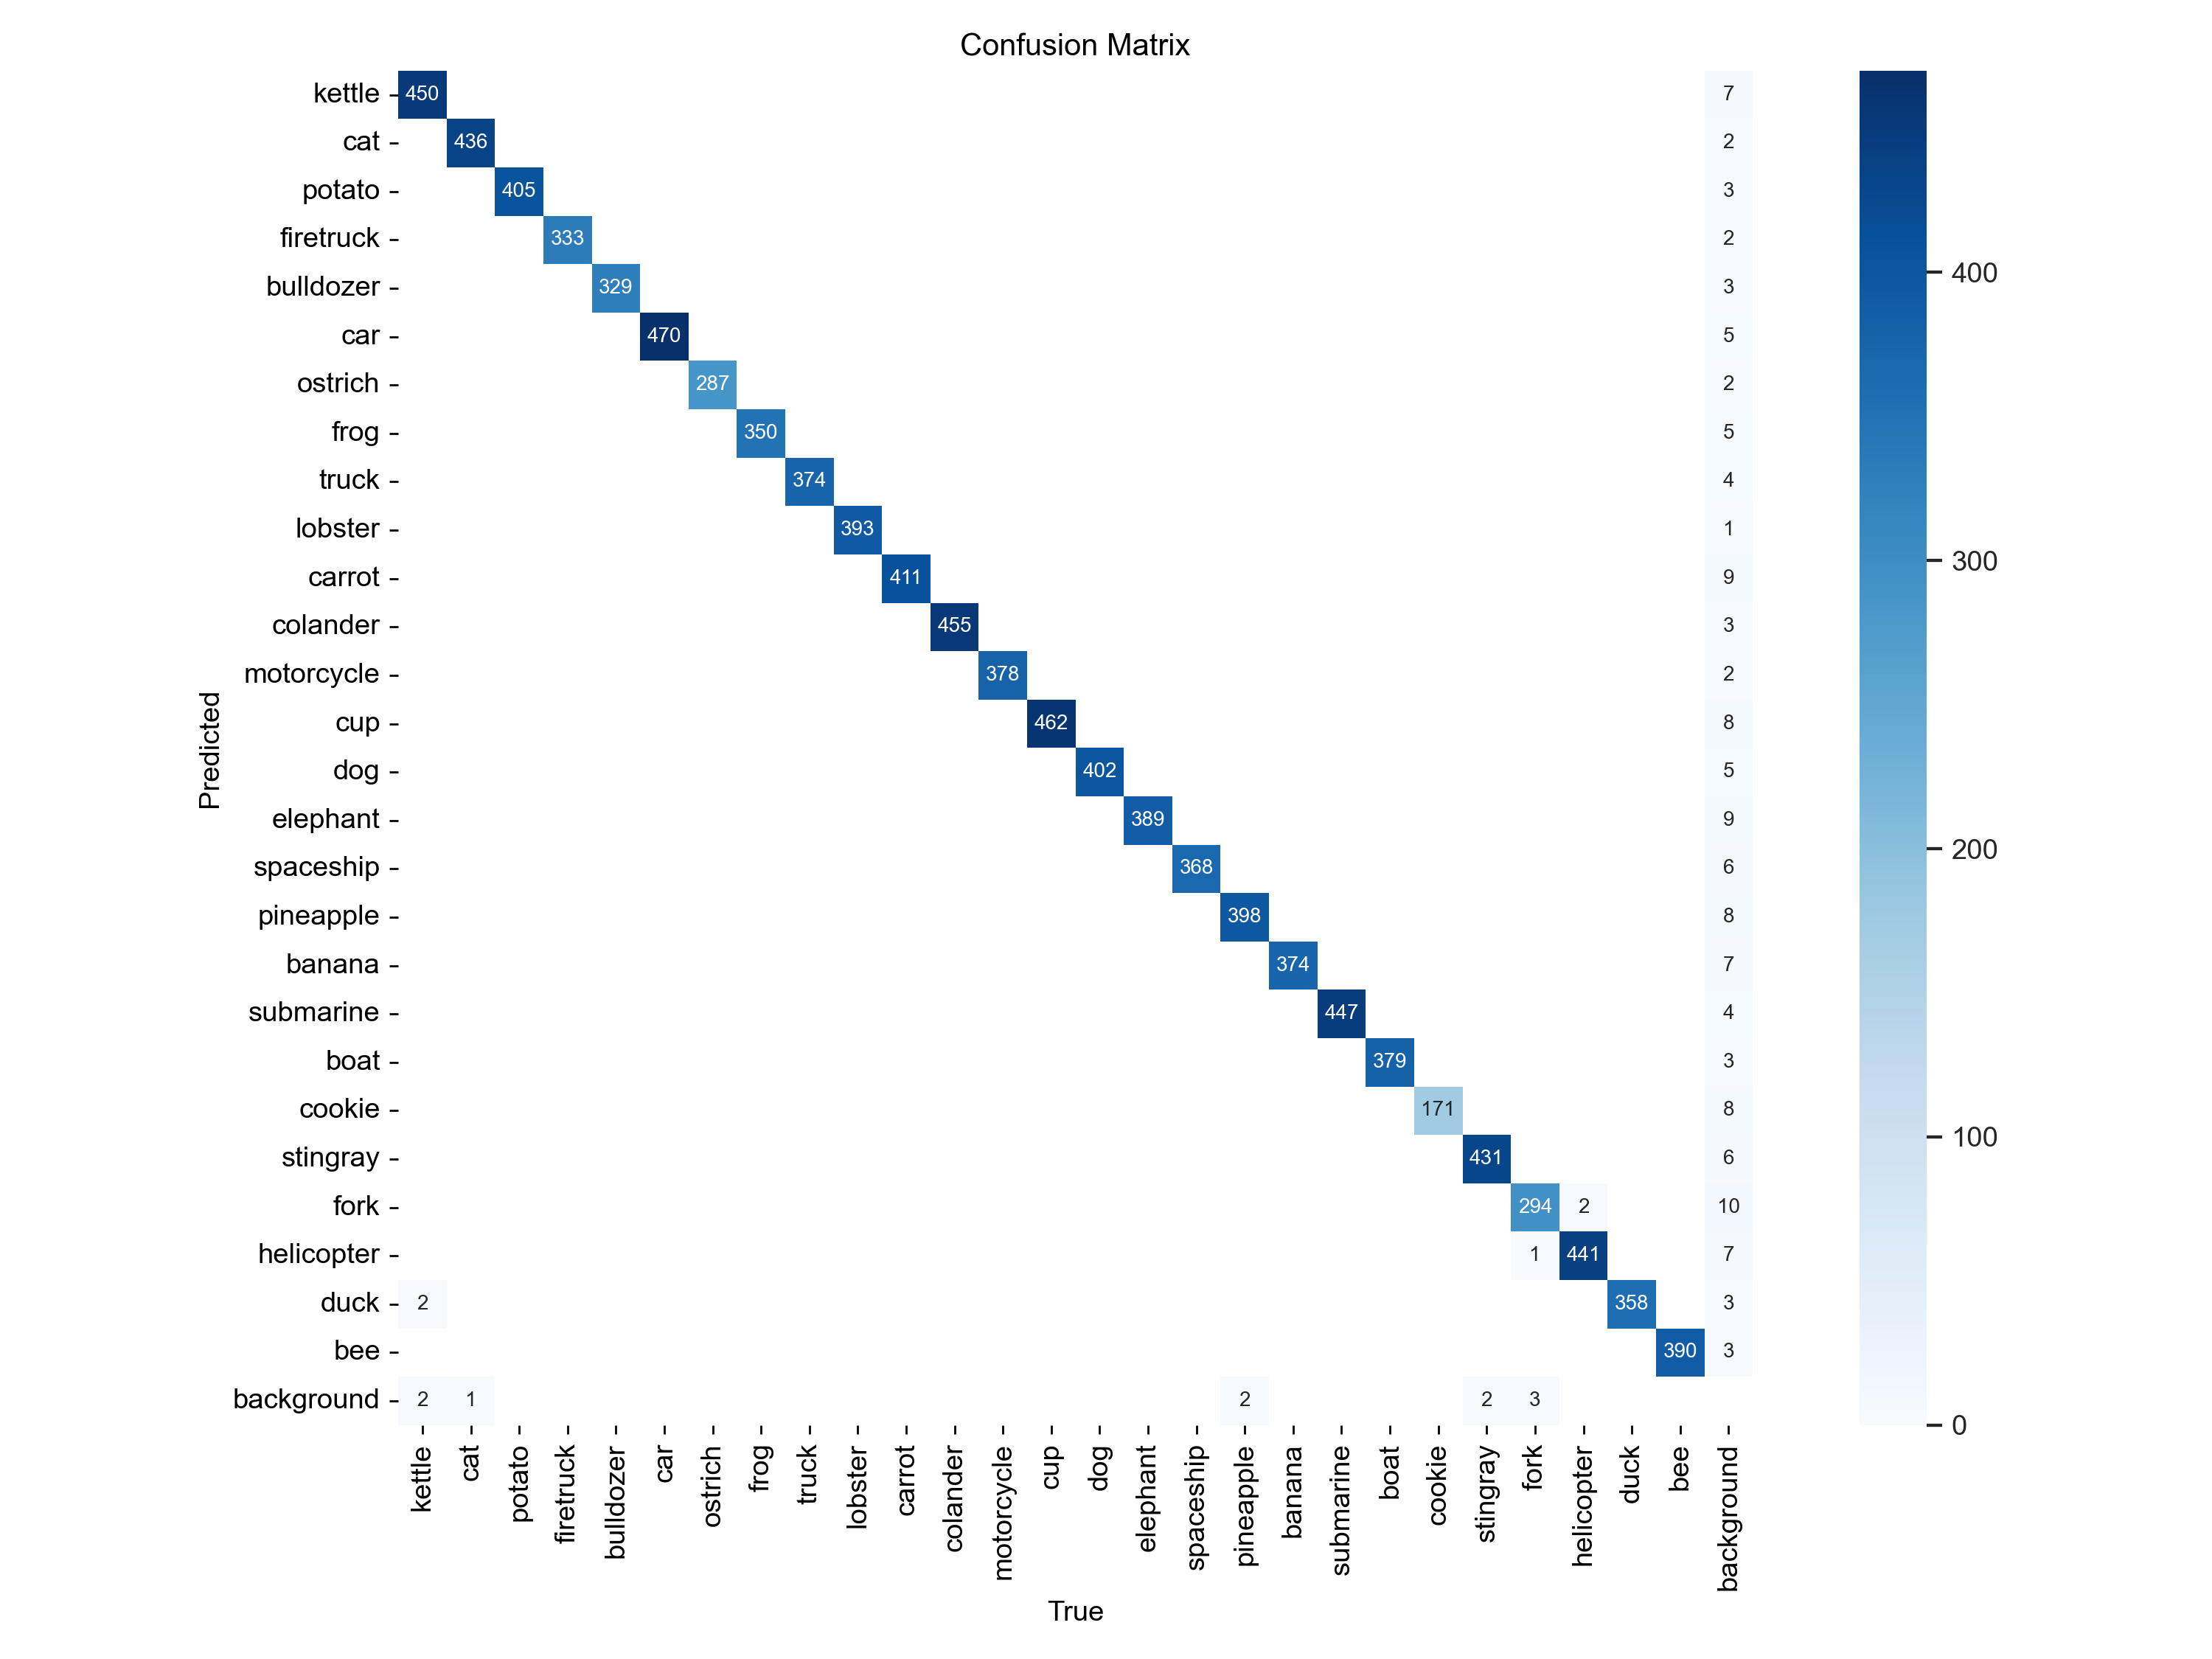 Confusion Matrix
kettle 450 7
cat 436 2
potato 405 3
firetruck 333 2
bulldozer 329 3
car 470 5
ostrich 287 2
frog 350 5
truck 374 4
lobster 393 1
carrot 411 9
colander 455 3
motorcycle 378 2
cup 462 8
dog 402 5
elephant 389 9
spaceship 368 6
pineapple 398 8
banana 374 7
submarine 447 4
boat 379 3
cookie 171 8
stingray 431 6
fork 294 2 10
helicopter 1 441 7
duck 2 358 3
bee 390 3
background 2 1 2 2 3
Predicted
kettle
cat
potato
firetruck
bulldozer
car
ostrich
frog
truck
lobster
carrot
colander
motorcycle
cup
dog
elephant
spaceship
pineapple
banana
submarine
boat
cookie
stingray
fork
helicopter
duck
bee
background
True
400
300
200
100
0